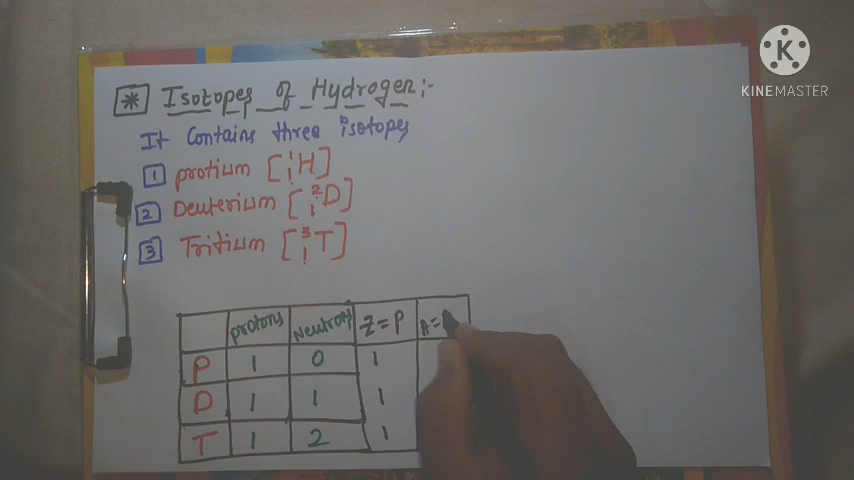 K
KINEMASTER
* Isotopes of Hydrogen:-
It contains three isotopes
1 protium [¹₁H]
2 Deuterium [²₁D]
3 Tritium [³₁T]
protons Neutrons Z=P A=
P 1 0 1
D 1 1 1
T 1 2 1